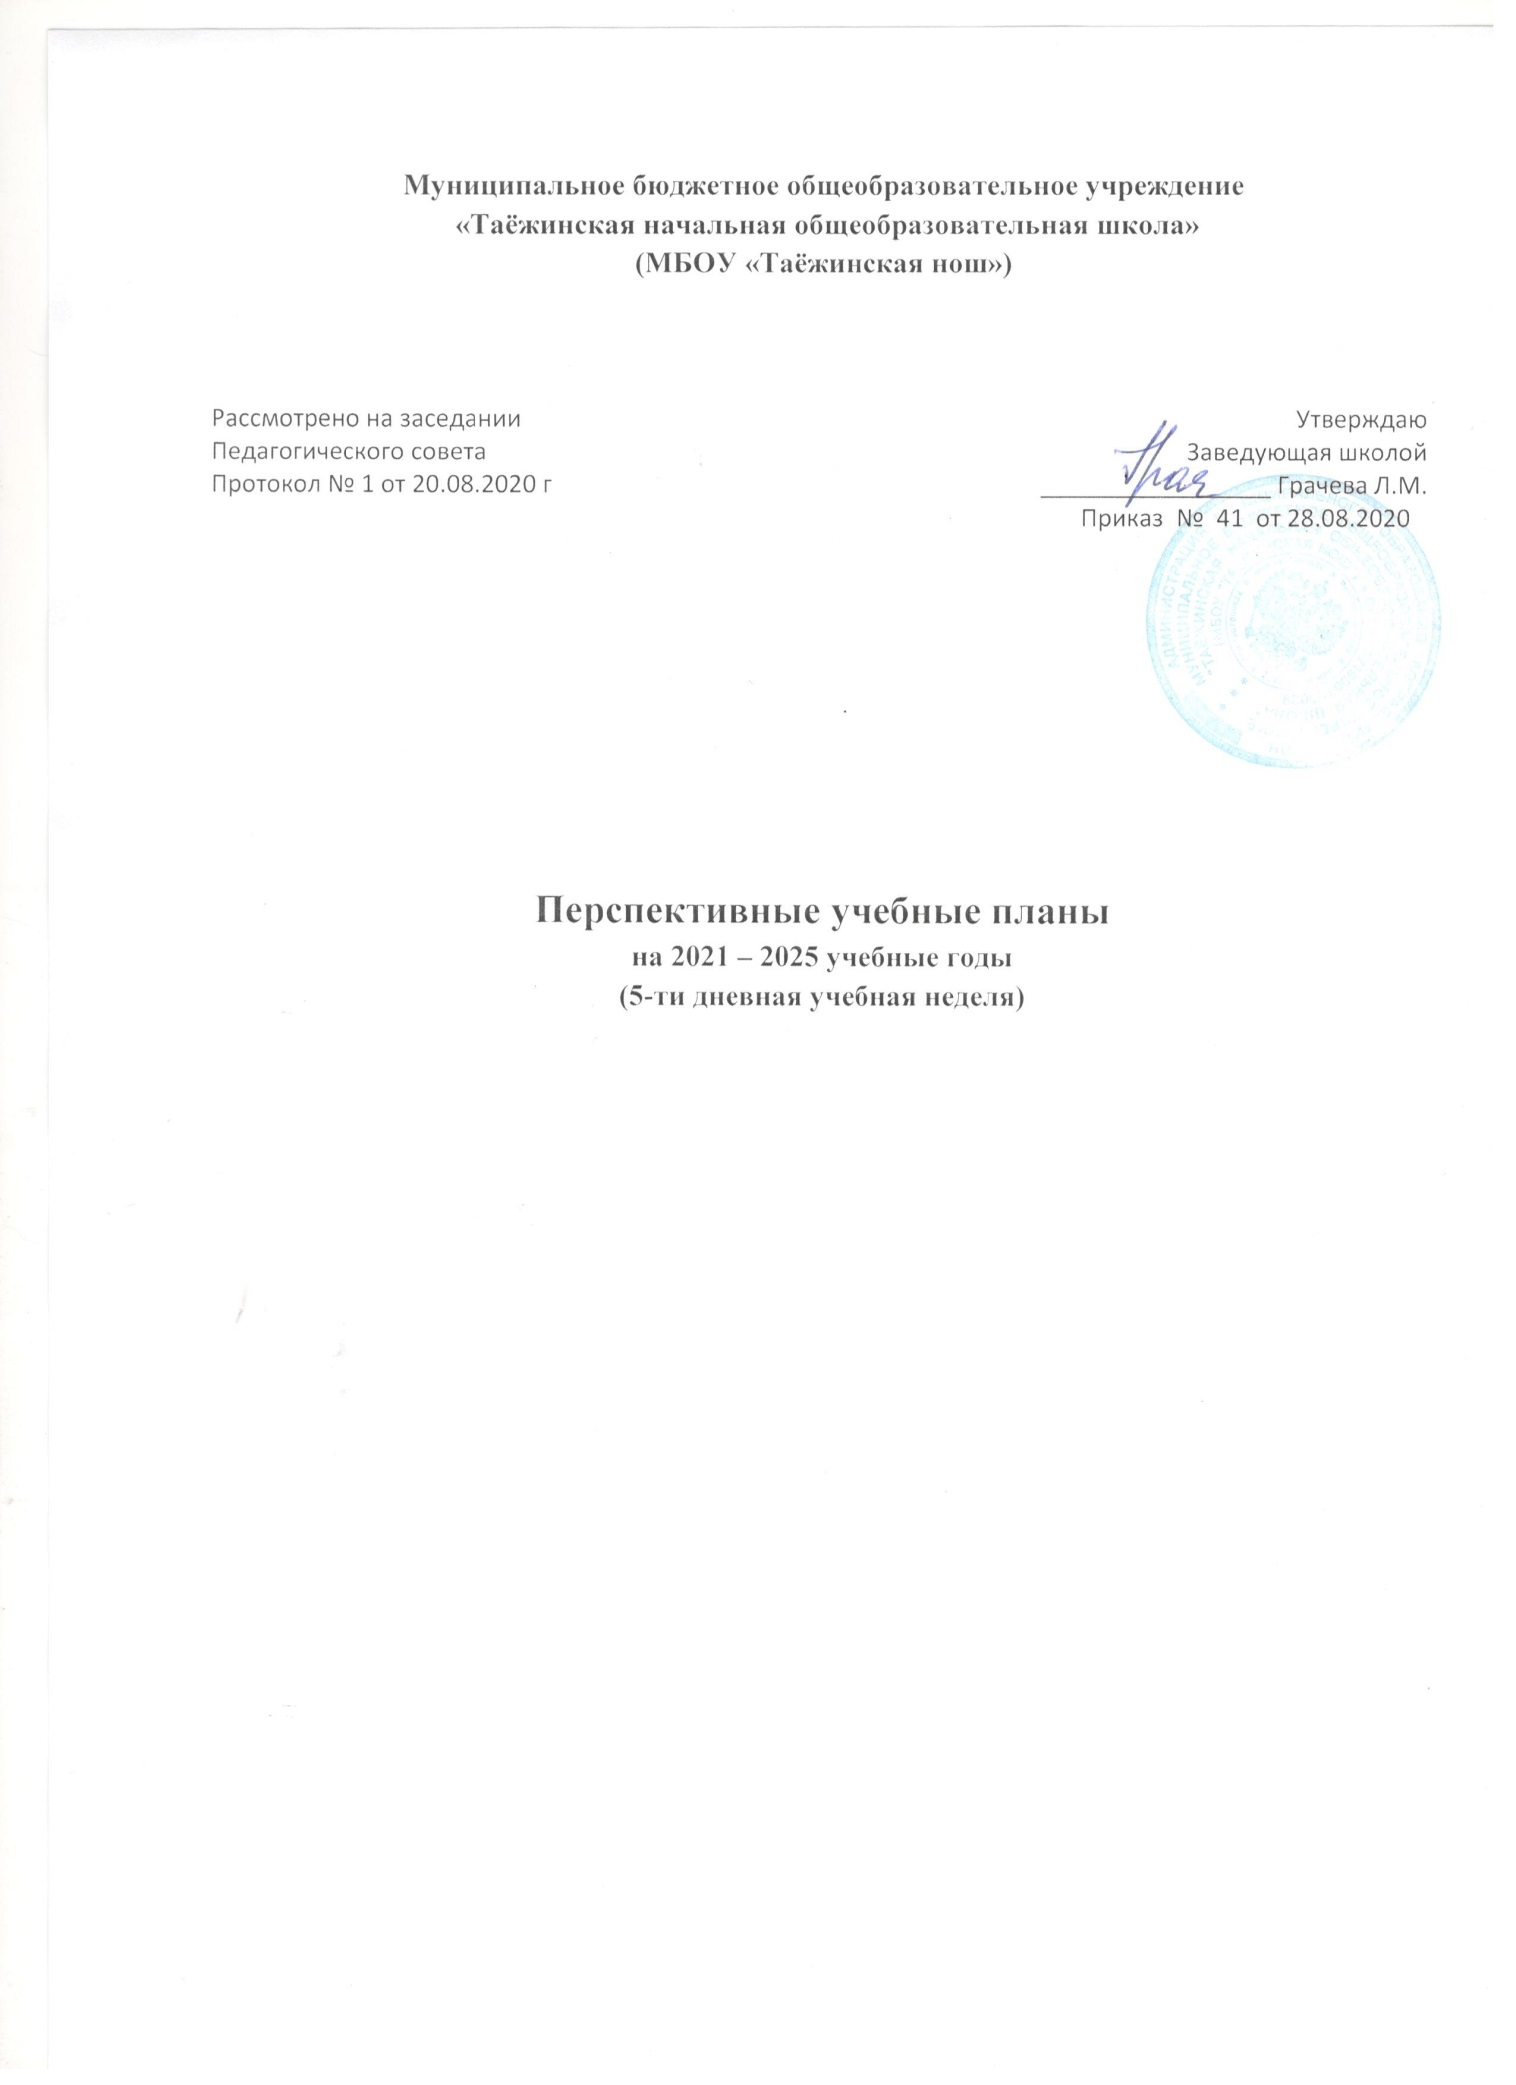 Муниципальное бюджетное общеобразовательное учреждение
«Таёжинская начальная общеобразовательная школа»
(МБОУ «Таёжинская нош»)
Рассмотрено на заседании
Педагогического совета
Протокол № 1 от 20.08.2020 г
Утверждаю
Заведующая школой
Грачева Л.М.
Приказ № 41 от 28.08.2020
Перспективные учебные планы
на 2021 – 2025 учебные годы
(5-ти дневная учебная неделя)